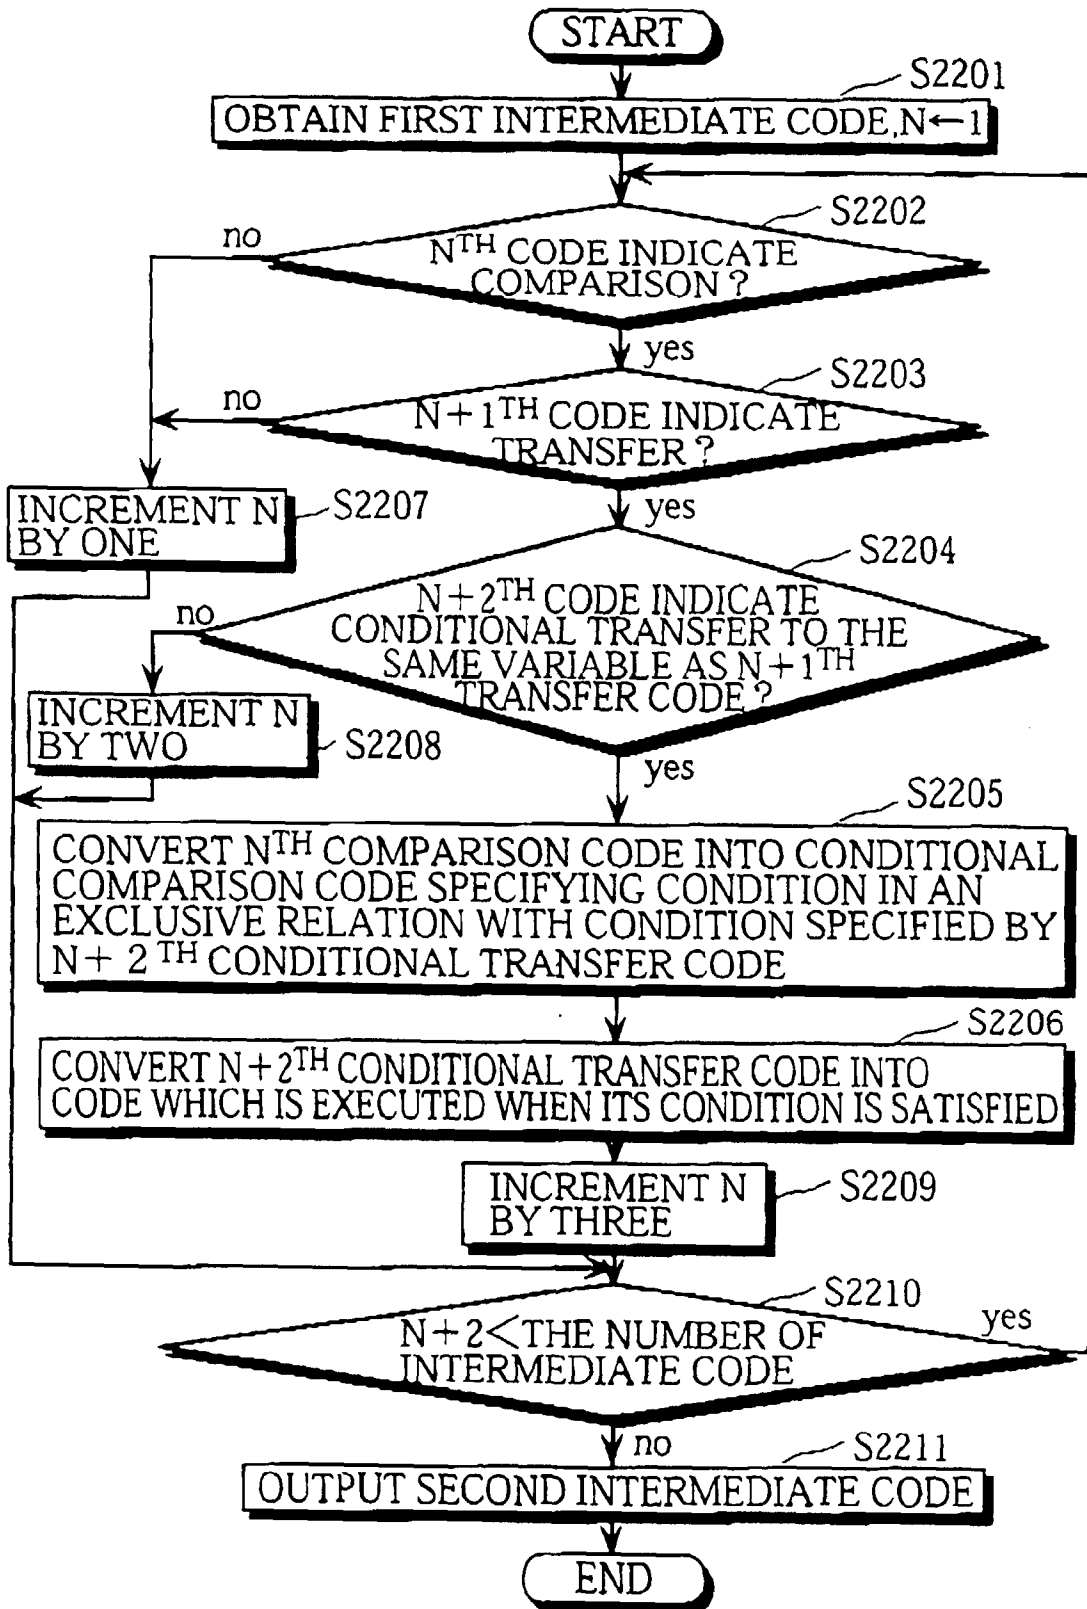 START
S2201
OBTAIN FIRST INTERMEDIATE CODE,N←1
S2202
no
NTH CODE INDICATE
COMPARISON?
yes
S2203
no
N+1TH CODE INDICATE
TRANSFER?
yes
INCREMENT N
BY ONE
S2207
S2204
no
N+2TH CODE INDICATE
CONDITIONAL TRANSFER TO THE
SAME VARIABLE AS N+1TH
TRANSFER CODE?
INCREMENT N
BY TWO
S2208
yes
S2205
CONVERT NTH COMPARISON CODE INTO CONDITIONAL
COMPARISON CODE SPECIFYING CONDITION IN AN
EXCLUSIVE RELATION WITH CONDITION SPECIFIED BY
N+2TH CONDITIONAL TRANSFER CODE
S2206
CONVERT N+2TH CONDITIONAL TRANSFER CODE INTO
CODE WHICH IS EXECUTED WHEN ITS CONDITION IS SATISFIED
INCREMENT N
BY THREE
S2209
S2210
yes
N+2<THE NUMBER OF
INTERMEDIATE CODE
no
S2211
OUTPUT SECOND INTERMEDIATE CODE
END